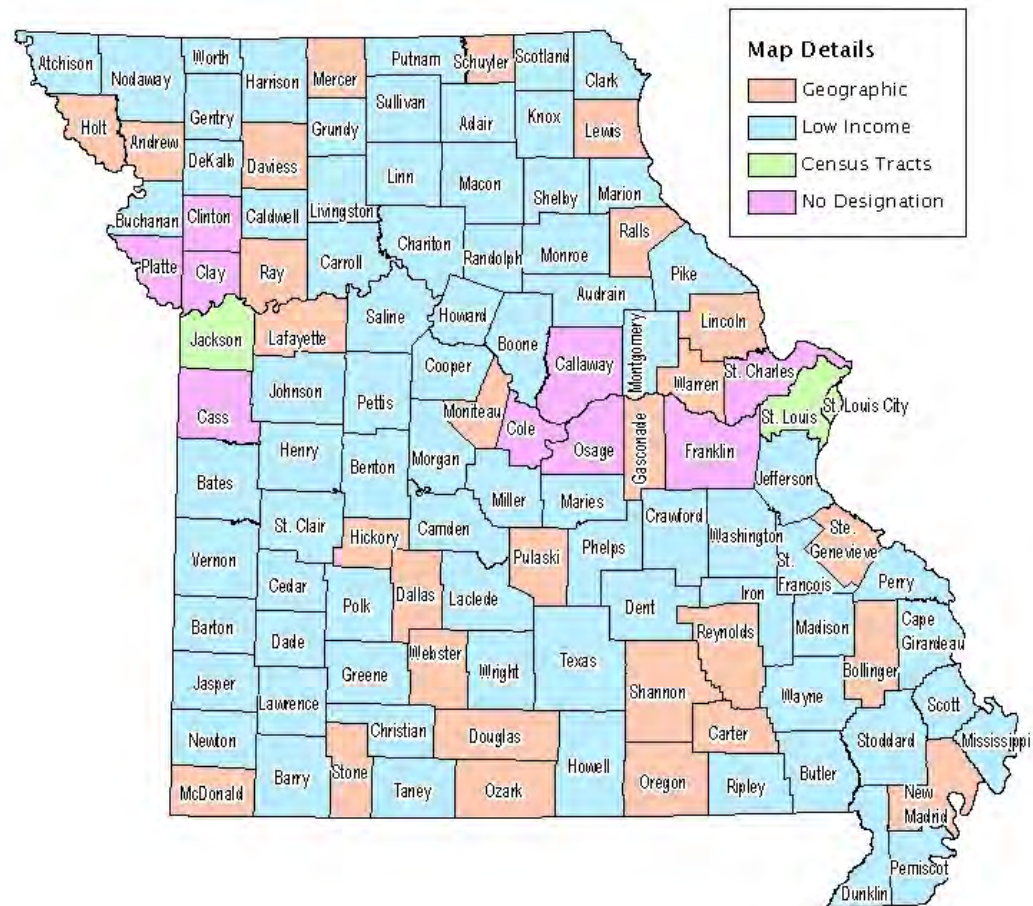 Map Details
Geographic
Low Income
Census Tracts
No Designation
Atchison
Nodaway
Worth
Harrison
Mercer
Putnam
Schuyler
Scotland
Clark
Holt
Andrew
Gentry
DeKalb
Daviess
Grundy
Sullivan
Adair
Knox
Lewis
Buchanan
Clinton
Caldwell
Livingston
Linn
Macon
Shelby
Marion
Platte
Clay
Ray
Carroll
Chariton
Randolph
Monroe
Ralls
Pike
Audrain
Jackson
Lafayette
Saline
Howard
Boone
Callaway
Montgomery
Lincoln
Warren
St. Charles
St. Louis
St. Louis City
Cass
Johnson
Pettis
Cooper
Moniteau
Cole
Osage
Gasconade
Franklin
Jefferson
Bates
Henry
Benton
Morgan
Miller
Maries
Crawford
Washington
Ste.
Genevieve
St.
Francois
Perry
Vernon
St. Clair
Hickory
Camden
Pulaski
Phelps
Cedar
Polk
Dallas
Laclede
Dent
Iron
Reynolds
Madison
Bollinger
Cape
Girardeau
Barton
Dade
Greene
Webster
Wright
Texas
Shannon
Wayne
Scott
Jasper
Lawrence
Christian
Douglas
Carter
Stoddard
Mississippi
Newton
Barry
Stone
Taney
Ozark
Howell
Oregon
Ripley
Butler
McDonald
New
Madrid
Pemiscot
Dunklin